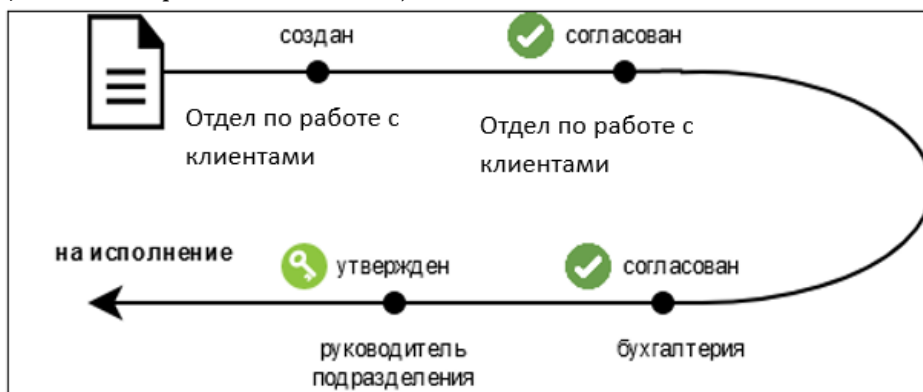 создан
согласован
Отдел по работе с
клиентами
Отдел по работе с
клиентами
на исполнение
утвержден
согласован
руководитель
подразделения
бухгалтерия